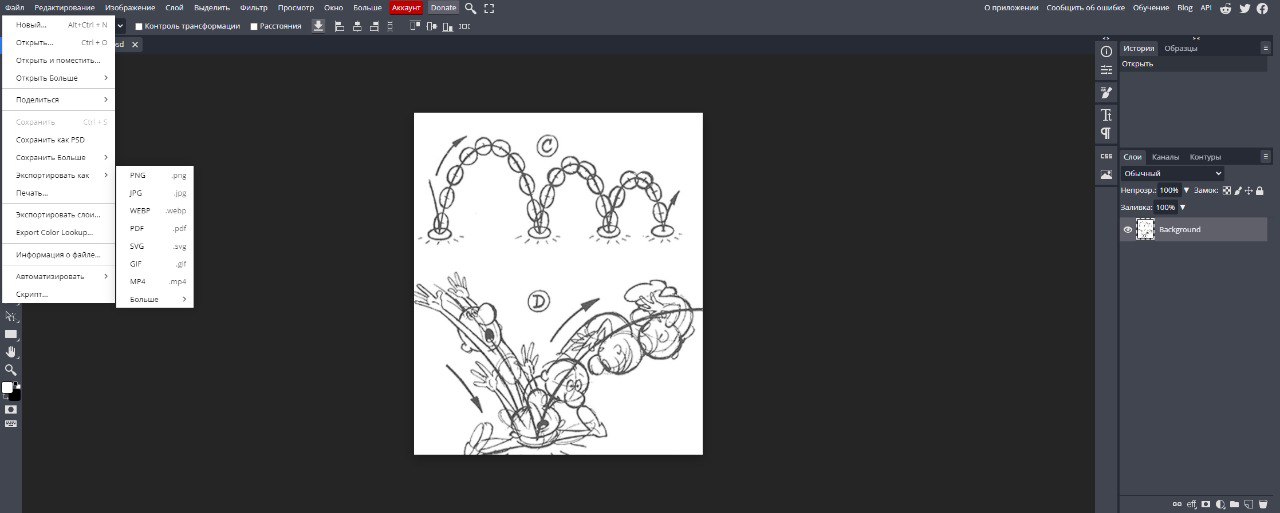 Файл Редактирование Изображение Слой Выделить Фильтр Просмотр Окно Больше Аккаунт Donate
О приложении Сообщить об ошибке Обучение Blog API
Контроль трансформации Расстояния
sd
Новый... Alt+Ctrl + N
Открыть... Ctrl + O
Открыть и поместить...
Открыть Больше
Поделиться
Сохранить Ctrl + S
Сохранить как PSD
Сохранить Больше
Экспортировать как
Печать...
Экспортировать слои...
Export Color Lookup...
Информация о файле...
Автоматизировать
Скрипт...
PNG .png
JPG .jpg
WEBP .webp
PDF .pdf
SVG .svg
GIF .gif
MP4 .mp4
Больше
C
D
CSS
История Образцы
Открыть
Слои Каналы Контуры
Обычный
Непрозр.: 100% Замок:
Заливка: 100%
Background
eff